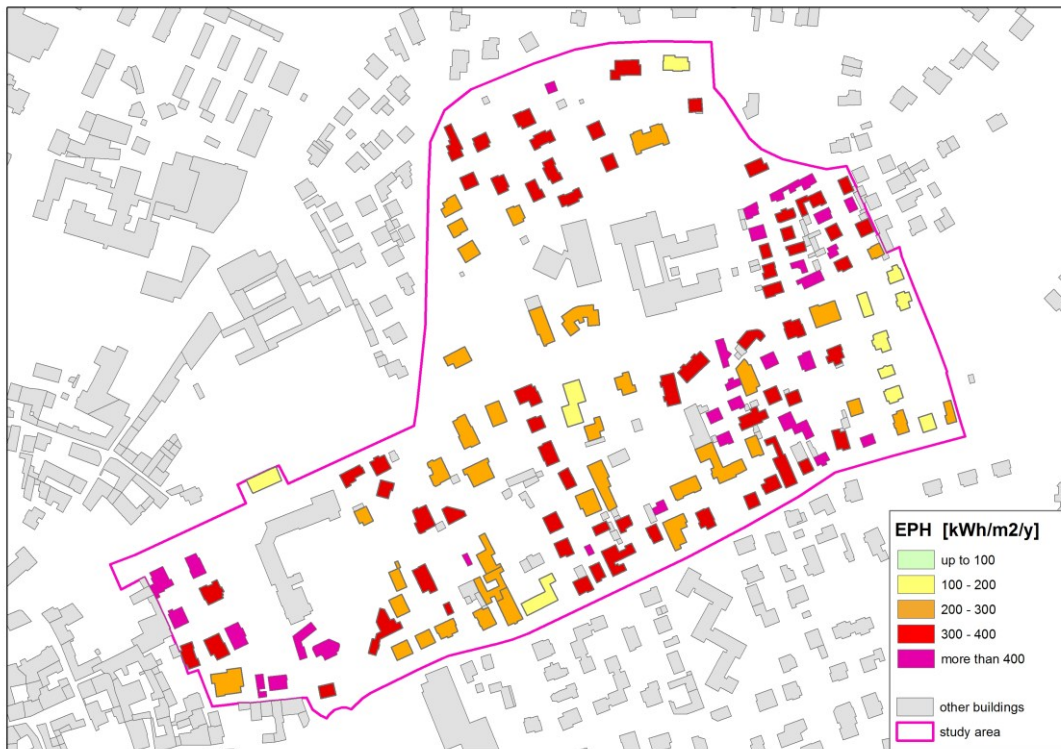 EPH [kWh/m2/y]
up to 100
100 - 200
200 - 300
300 - 400
more than 400
other buildings
study area